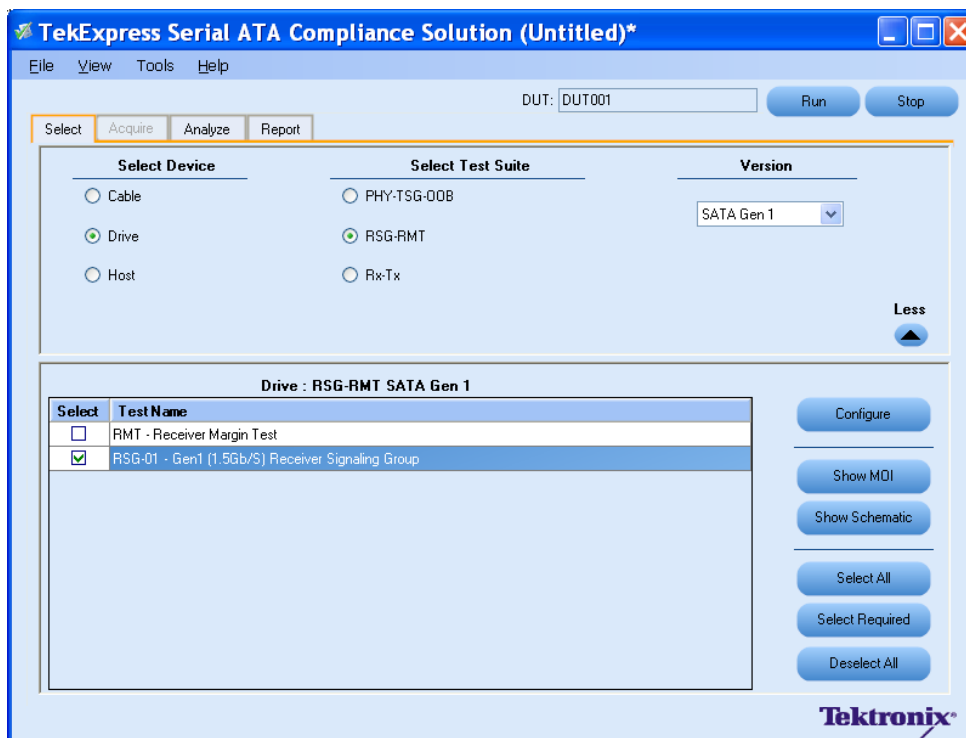 TekExpress Serial ATA Compliance Solution (Untitled)*
File View Tools Help
DUT: DUT001 Run Stop
Select Acquire Analyze Report
Select Device Select Test Suite Version
Cable PHY-TSG-OOB
SATA Gen 1
Drive RSG-RMT
Host Rx-Tx
Less
Drive : RSG-RMT SATA Gen 1
Select Test Name
RMT - Receiver Margin Test
RSG-01 - Gen1 (1.5Gb/S) Receiver Signaling Group
Configure
Show MOI
Show Schematic
Select All
Select Required
Deselect All
Tektronix®